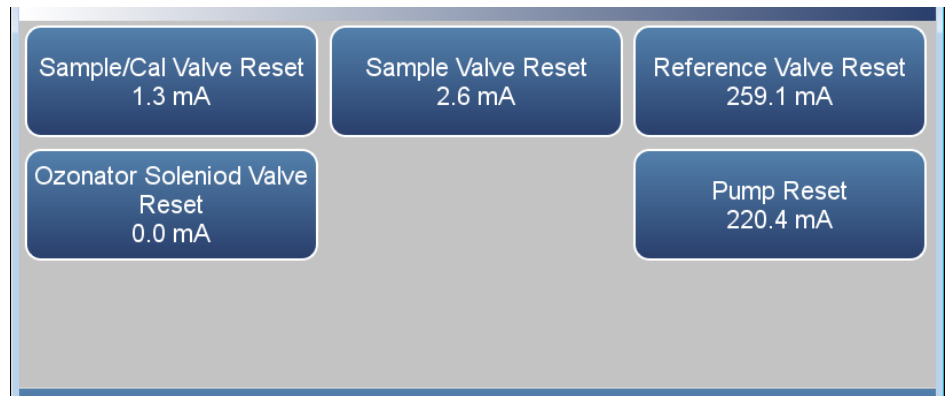 Sample/Cal Valve Reset
1.3 mA
Sample Valve Reset
2.6 mA
Reference Valve Reset
259.1 mA
Ozonator Soleniod Valve
Reset
0.0 mA
Pump Reset
220.4 mA